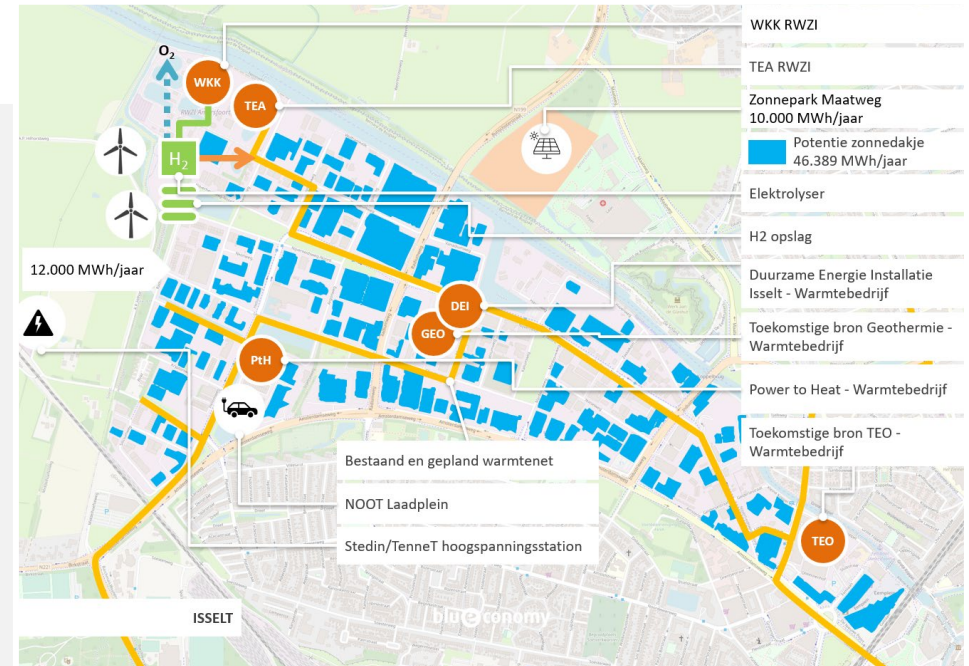 WKK RWZI
TEA RWZI
Zonnepark Maatweg
10.000 MWh/jaar
Potentie zonnedakje
46.389 MWh/jaar
Elektrolyser
H2 opslag
Duurzame Energie Installatie
Isselt - Warmtebedrijf
Toekomstige bron Geothermie -
Warmtebedrijf
Power to Heat - Warmtebedrijf
Toekomstige bron TEO -
Warmtebedrijf
O₂
WKK
TEA
H₂
12.000 MWh/jaar
DEI
GEO
PtH
TEO
Bestaand en gepland warmtenet
NOOT Laadplein
Stedin/TenneT hoogspanningsstation
ISSELT
blueconomy